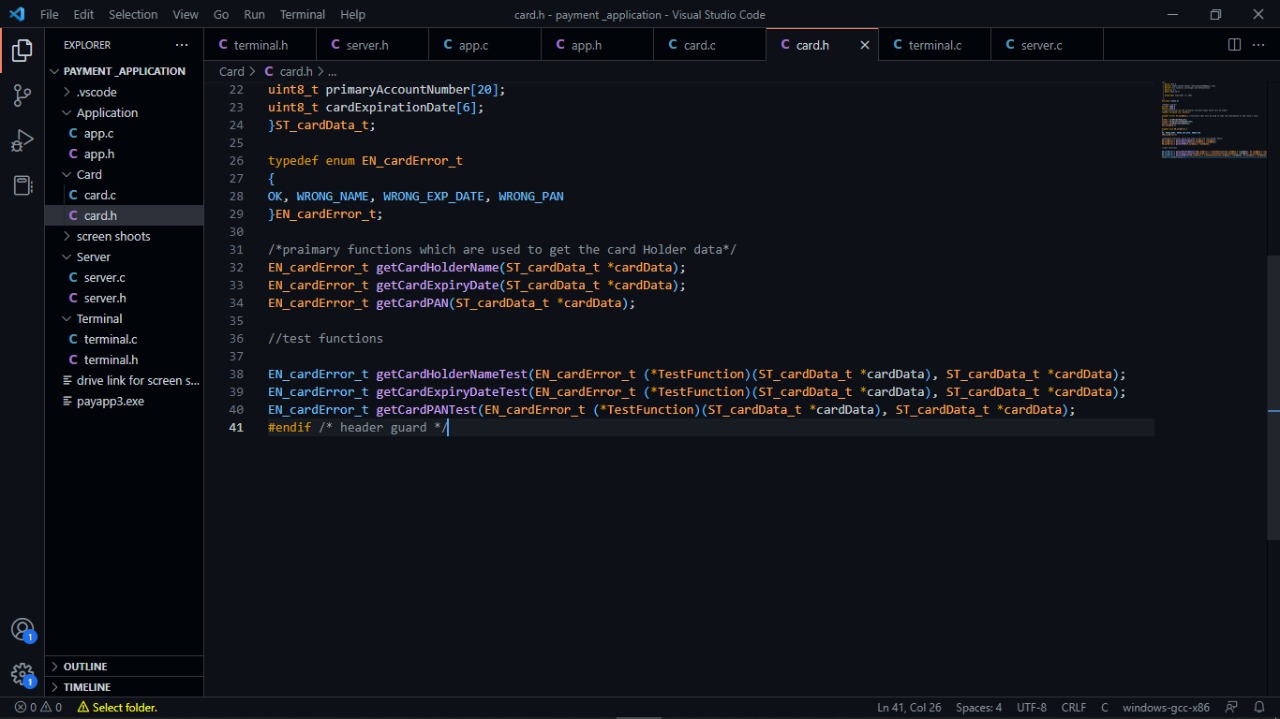 File Edit Selection View Go Run Terminal Help
card.h - payment _application - Visual Studio Code
EXPLORER
C terminal.h C server.h C app.c C app.h C card.c C card.h C terminal.c C server.c
PAYMENT _APPLICATION
.vscode
Application
C app.c
C app.h
Card
C card.c
C card.h
screen shoots
Server
C server.c
C server.h
Terminal
C terminal.c
C terminal.h
drive link for screen s...
payapp3.exe
OUTLINE
TIMELINE
Card > C card.h > ...
22 uint8_t primaryAccountNumber[20];
23 uint8_t cardExpirationDate[6];
24 }ST_cardData_t;
25
26 typedef enum EN_cardError_t
27 {
28 OK, WRONG_NAME, WRONG_EXP_DATE, WRONG_PAN
29 }EN_cardError_t;
30
31 /*praimary functions which are used to get the card Holder data*/
32 EN_cardError_t getCardHolderName(ST_cardData_t *cardData);
33 EN_cardError_t getCardExpiryDate(ST_cardData_t *cardData);
34 EN_cardError_t getCardPAN(ST_cardData_t *cardData);
35
36 //test functions
37
38 EN_cardError_t getCardHolderNameTest(EN_cardError_t (*TestFunction)(ST_cardData_t *cardData), ST_cardData_t *cardData);
39 EN_cardError_t getCardExpiryDateTest(EN_cardError_t (*TestFunction)(ST_cardData_t *cardData), ST_cardData_t *cardData);
40 EN_cardError_t getCardPANTest(EN_cardError_t (*TestFunction)(ST_cardData_t *cardData), ST_cardData_t *cardData);
41 #endif /* header guard */
1
1
0 0 Select folder.
Ln 41, Col 26 Spaces: 4 UTF-8 CRLF C windows-gcc-x86